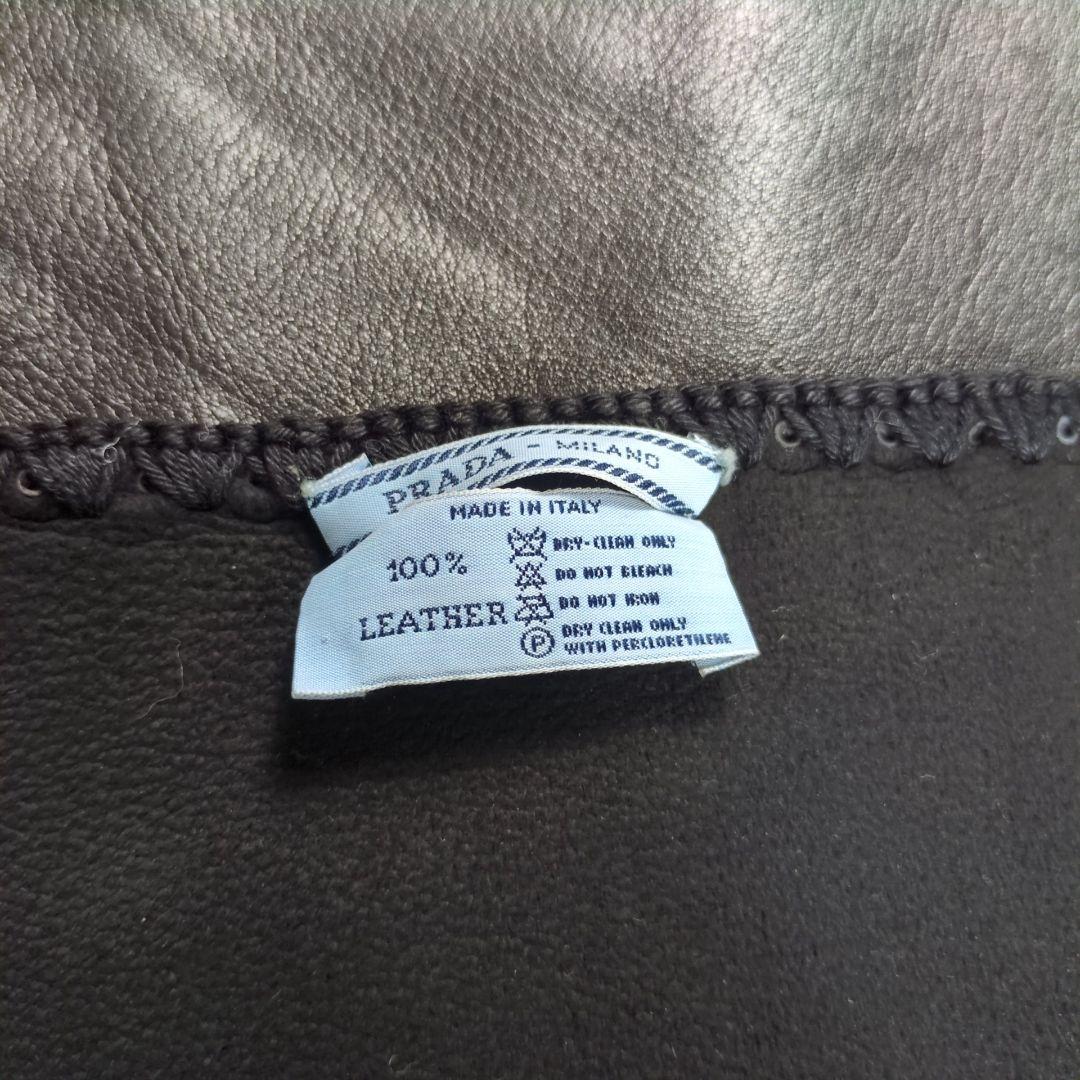 PRADA - MILANO
MADE IN ITALY
100%
LEATHER
DRY-CLEAN ONLY
DO NOT BLEACH
DO NOT IRON
P
DRY CLEAN ONLY
WITH PERCLORETHILENE